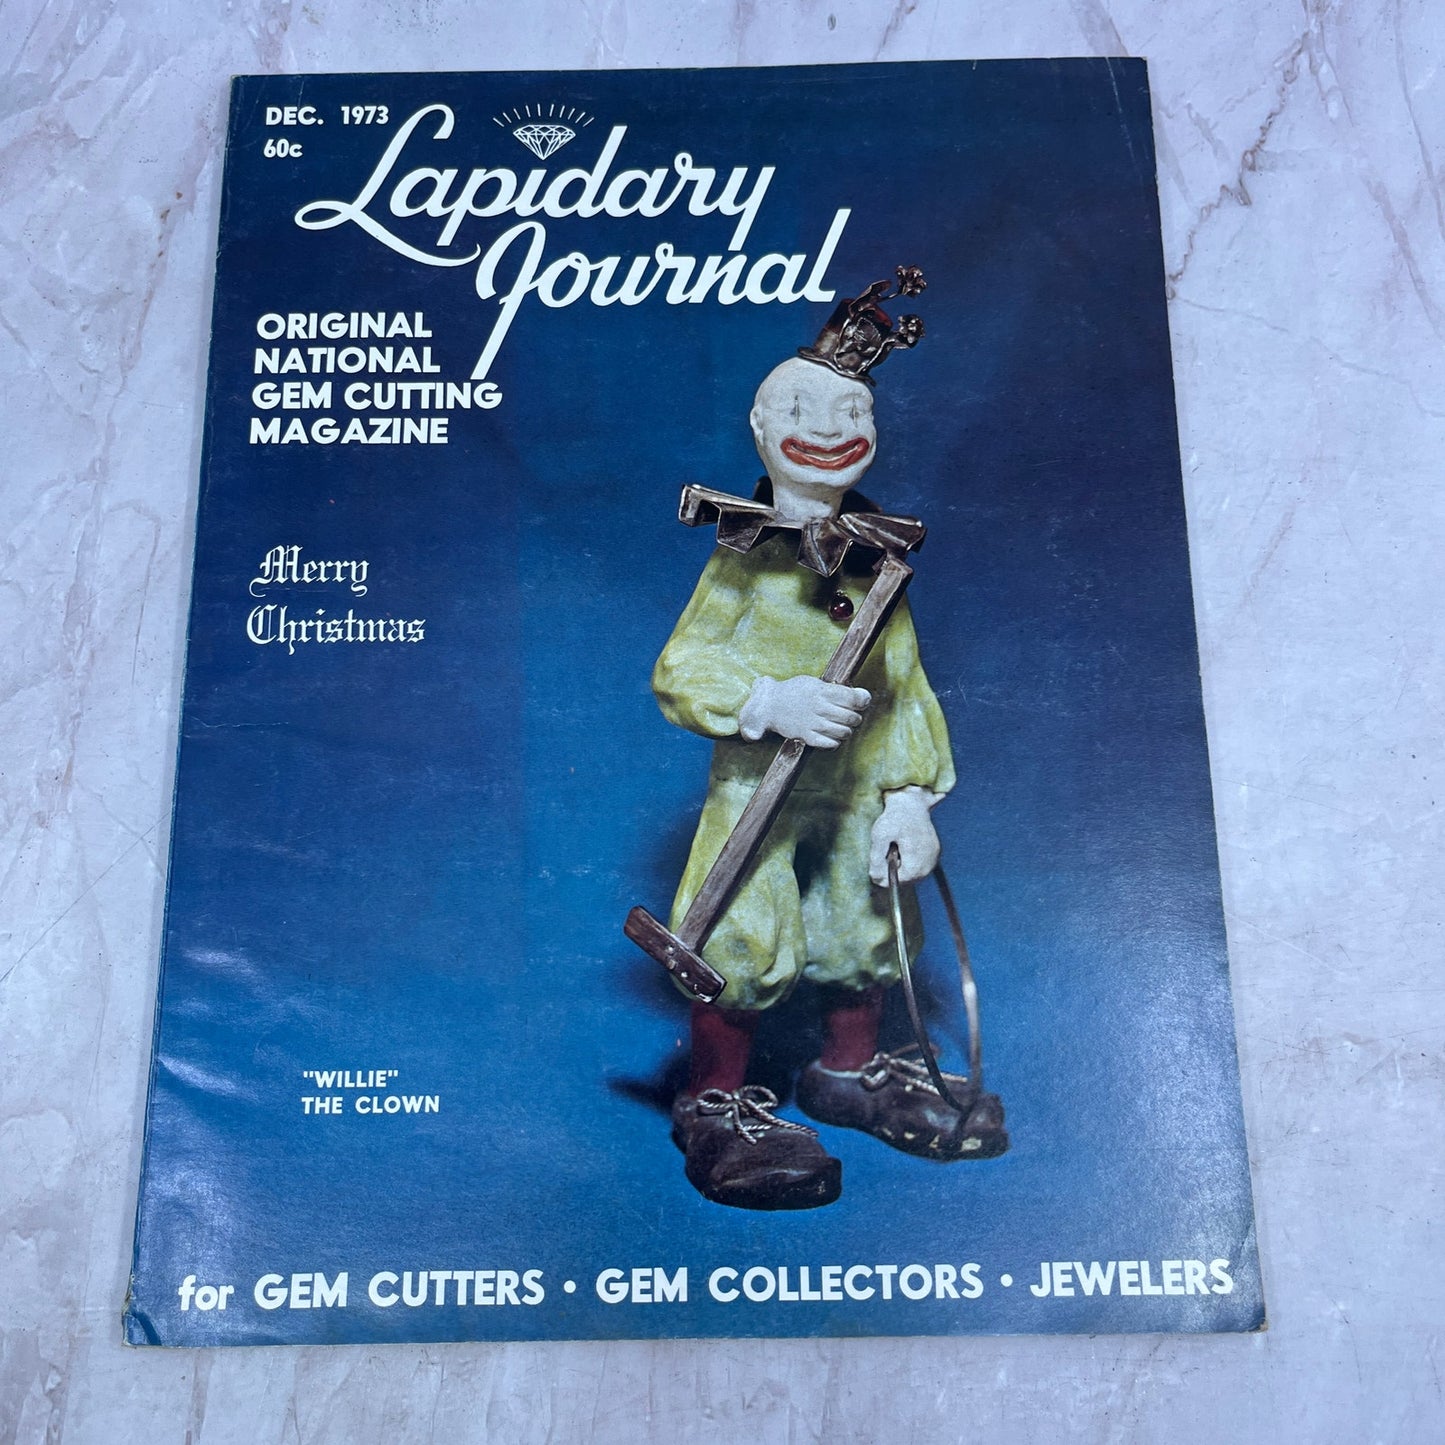 DEC. 1973
60c
Lapidary
Journal
ORIGINAL
NATIONAL
GEM CUTTING
MAGAZINE
Merry
Christmas
"WILLIE"
THE CLOWN
for GEM CUTTERS • GEM COLLECTORS • JEWELERS